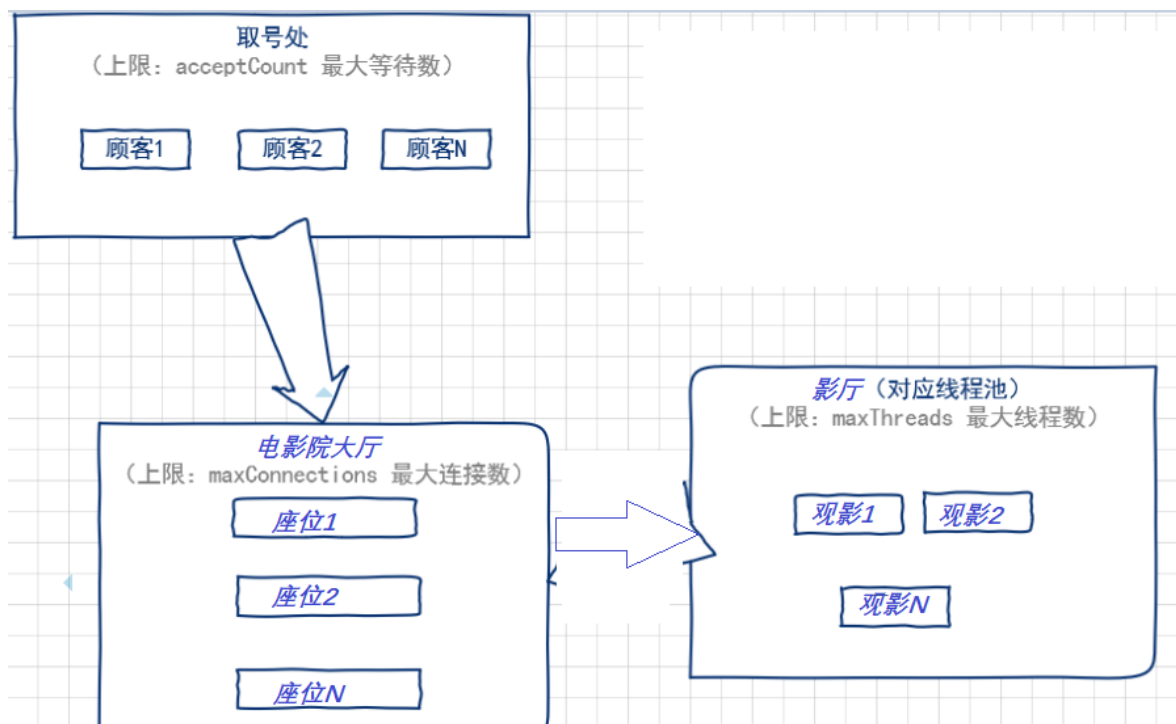 取号处
（上限：acceptCount 最大等待数）
顾客1
顾客2
顾客N
电影院大厅
（上限：maxConnections 最大连接数）
座位1
座位2
座位N
影厅（对应线程池）
（上限：maxThreads 最大线程数）
观影1
观影2
观影N